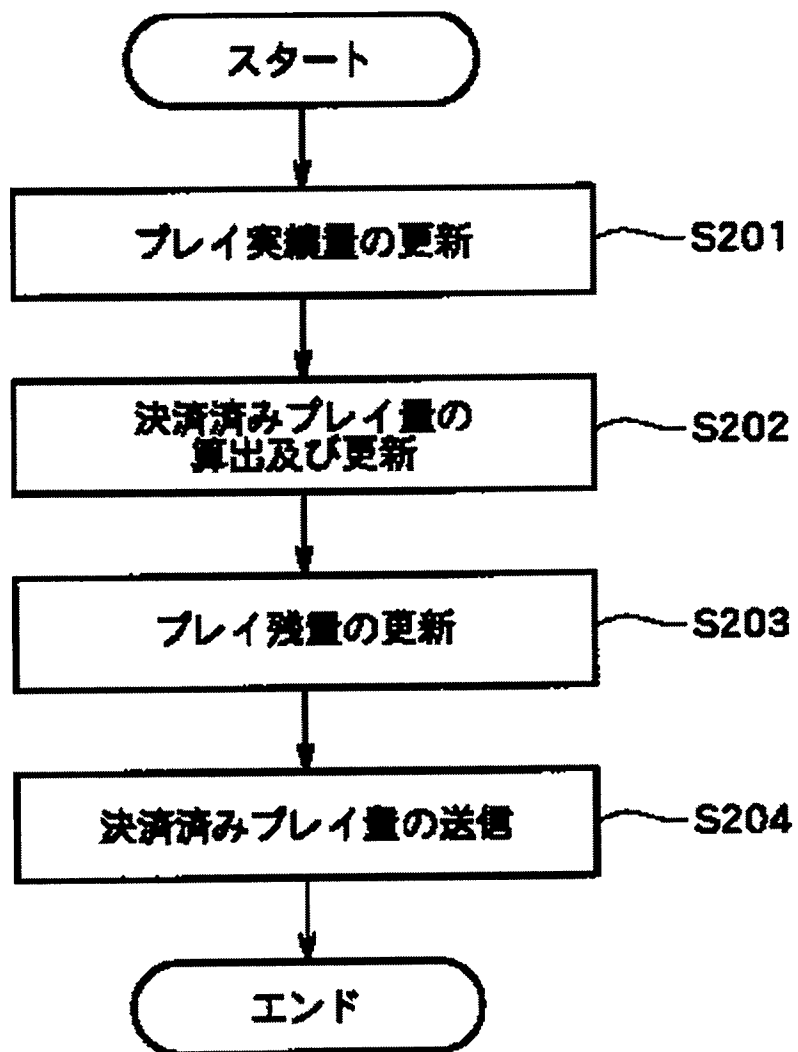 スタート
プレイ実績量の更新
S201
決済済みプレイ量の
算出及び更新
S202
プレイ残量の更新
S203
決済済みプレイ量の送信
S204
エンド